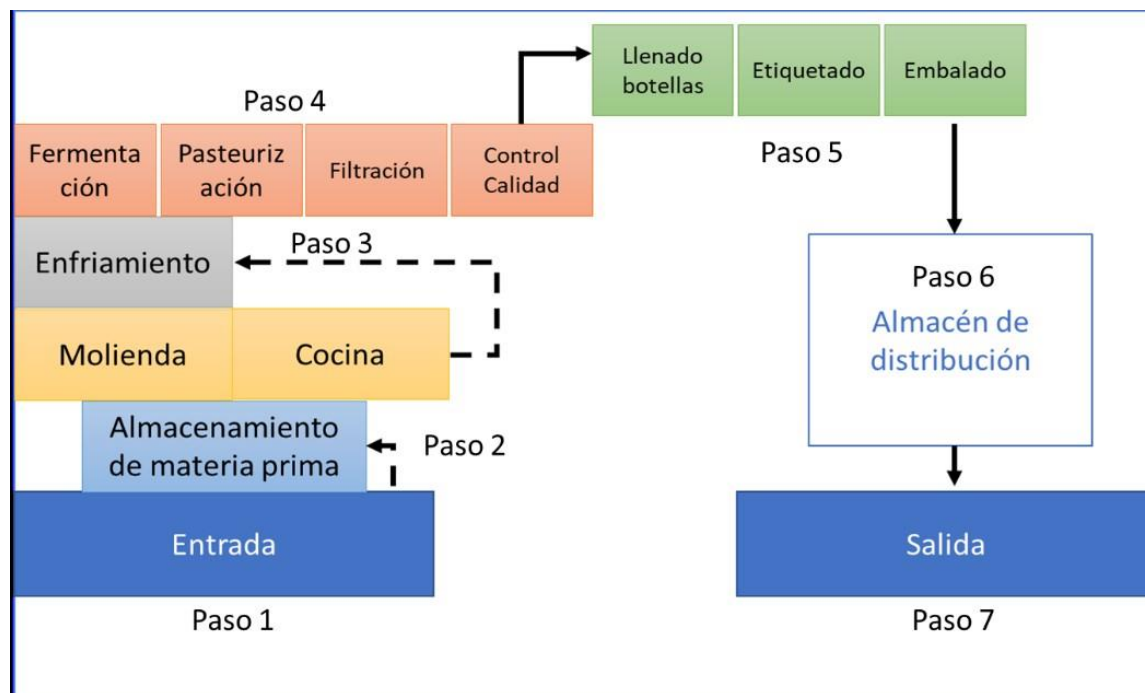 Llenado
botellas
Etiquetado
Embalado
Paso 4
Paso 5
Fermenta
ción
Pasteuriz
ación
Filtración
Control
Calidad
Enfriamiento
Paso 3
Paso 6
Almacén de
distribución
Molienda
Cocina
Almacenamiento
de materia prima
Paso 2
Entrada
Salida
Paso 1
Paso 7